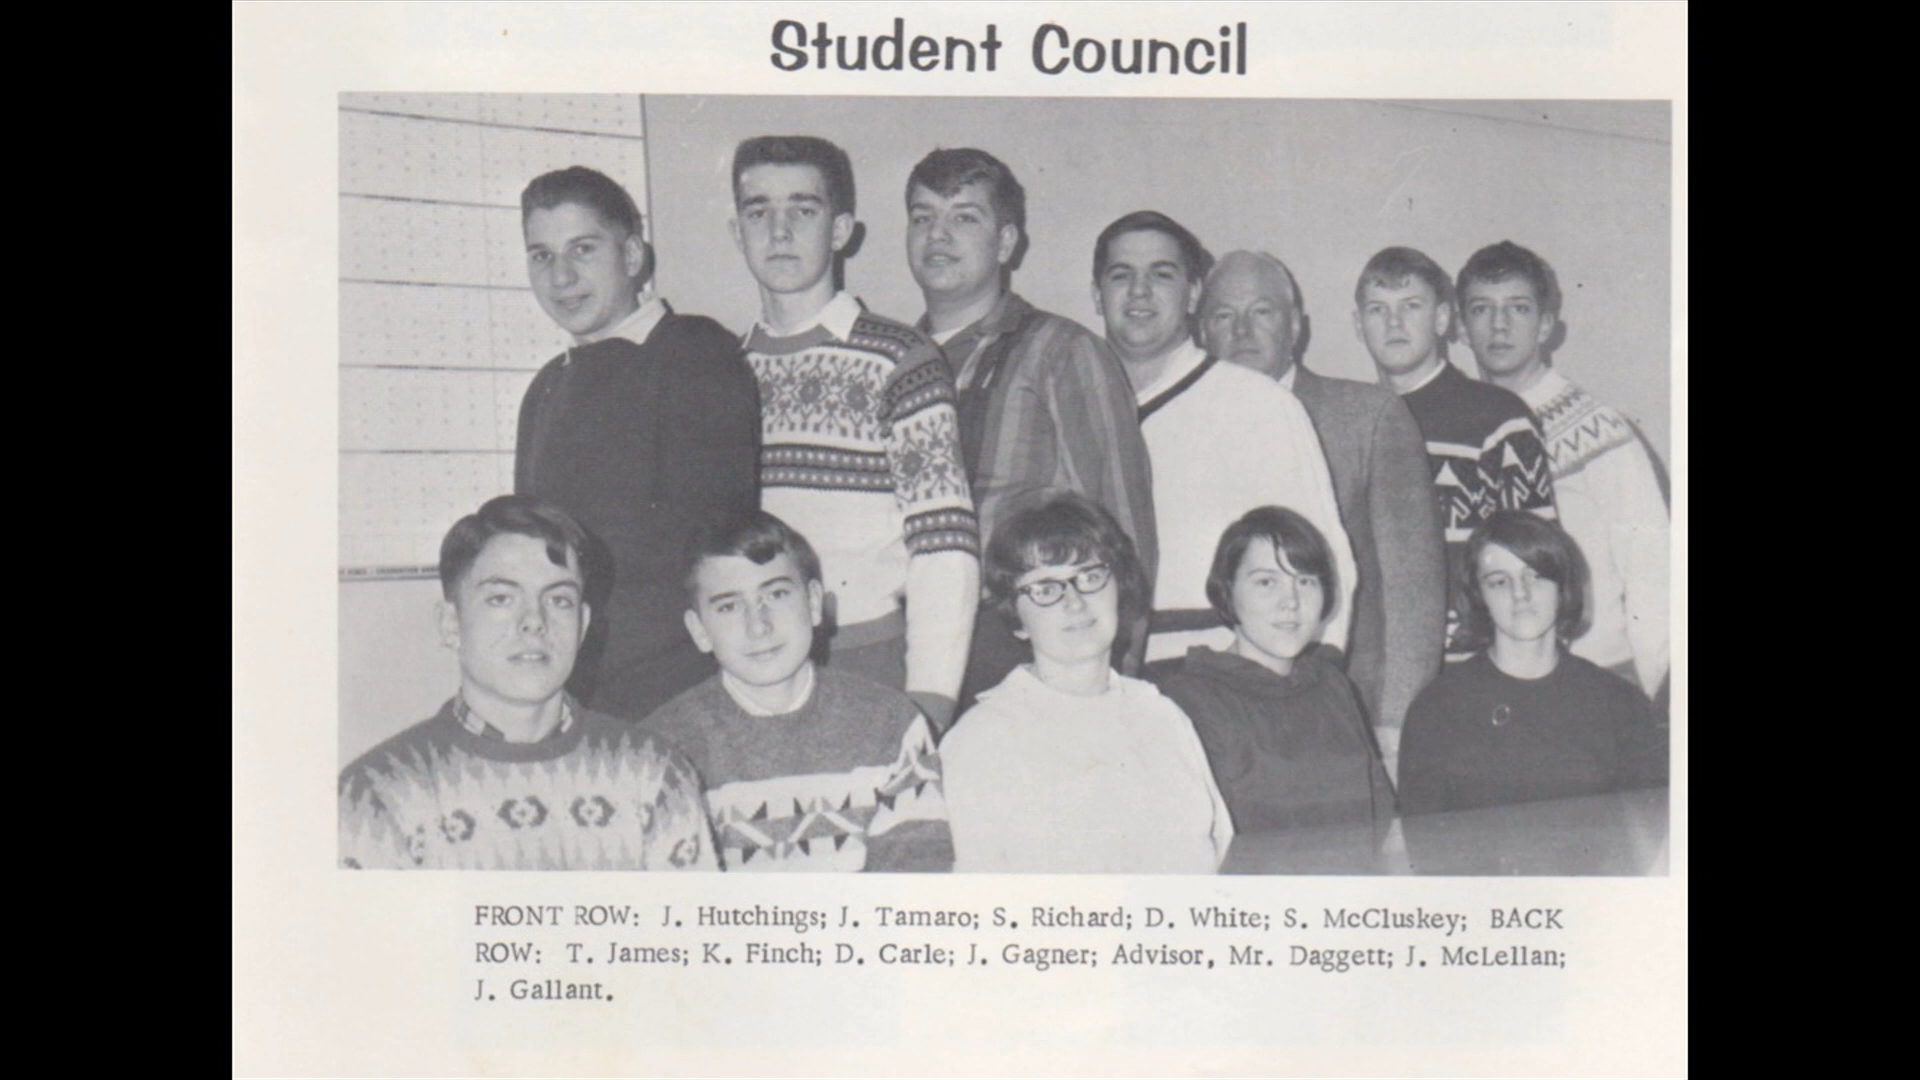 Student Council
FRONT ROW: J. Hutchings; J. Tamaro; S. Richard; D. White; S. McCluskey; BACK
ROW: T. James; K. Finch; D. Carle; J. Gagner; Advisor, Mr. Daggett; J. McLellan;
J. Gallant.